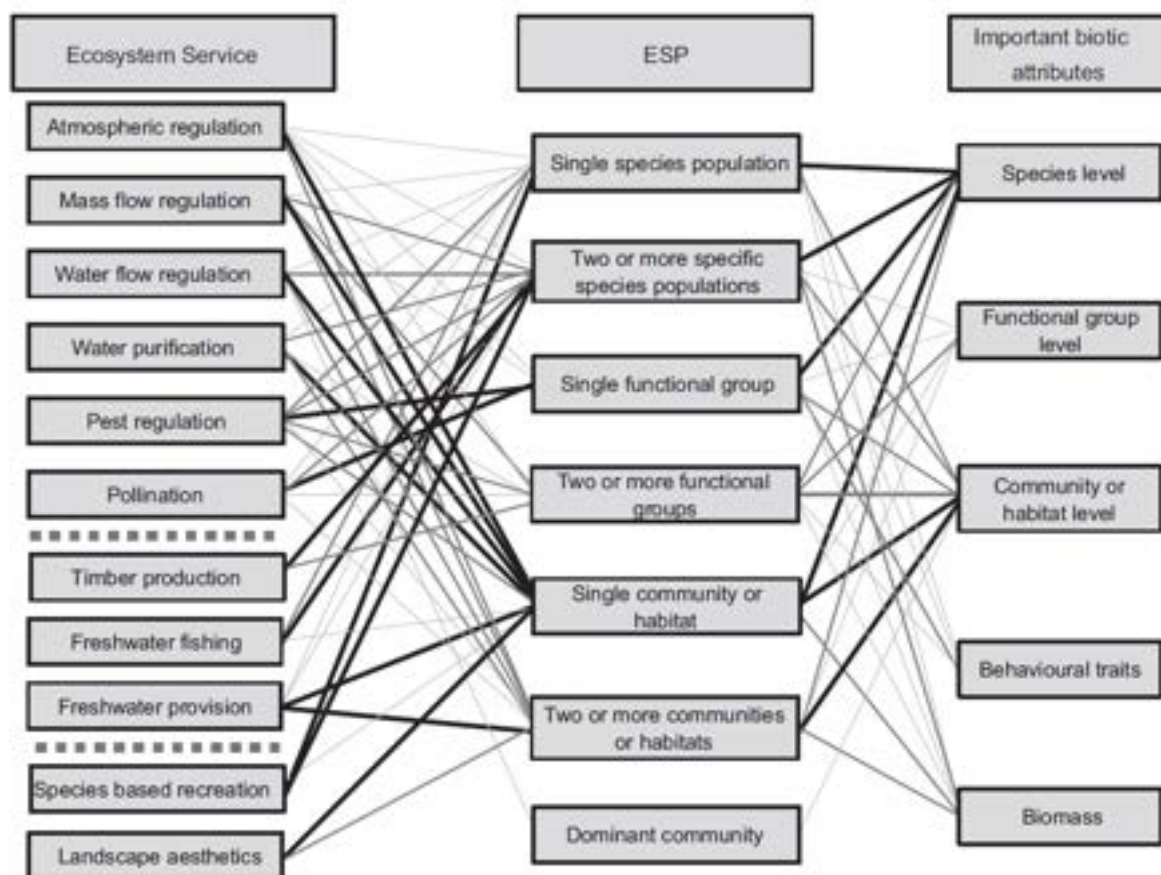 Ecosystem Service
ESP
Important biotic
attributes
Atmospheric regulation
Mass flow regulation
Water flow regulation
Water purification
Pest regulation
Pollination
Timber production
Freshwater fishing
Freshwater provision
Species based recreation
Landscape aesthetics
Single species population
Two or more specific
species populations
Single functional group
Two or more functional
groups
Single community or
habitat
Two or more communities
or habitats
Dominant community
Species level
Functional group
level
Community or
habitat level
Behavioural traits
Biomass